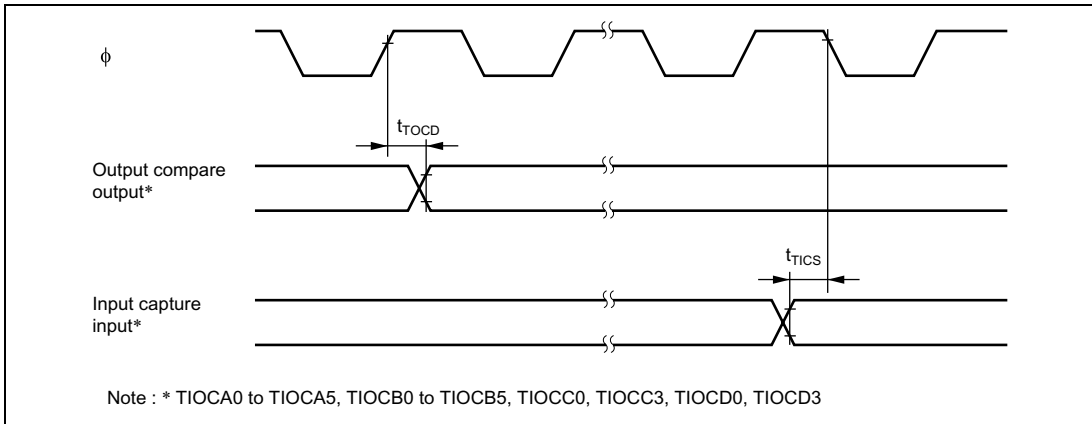 ϕ
tTOCD
Output compare
output*
tTICS
Input capture
input*
Note : * TIOCA0 to TIOCA5, TIOCB0 to TIOCB5, TIOCC0, TIOCC3, TIOCD0, TIOCD3